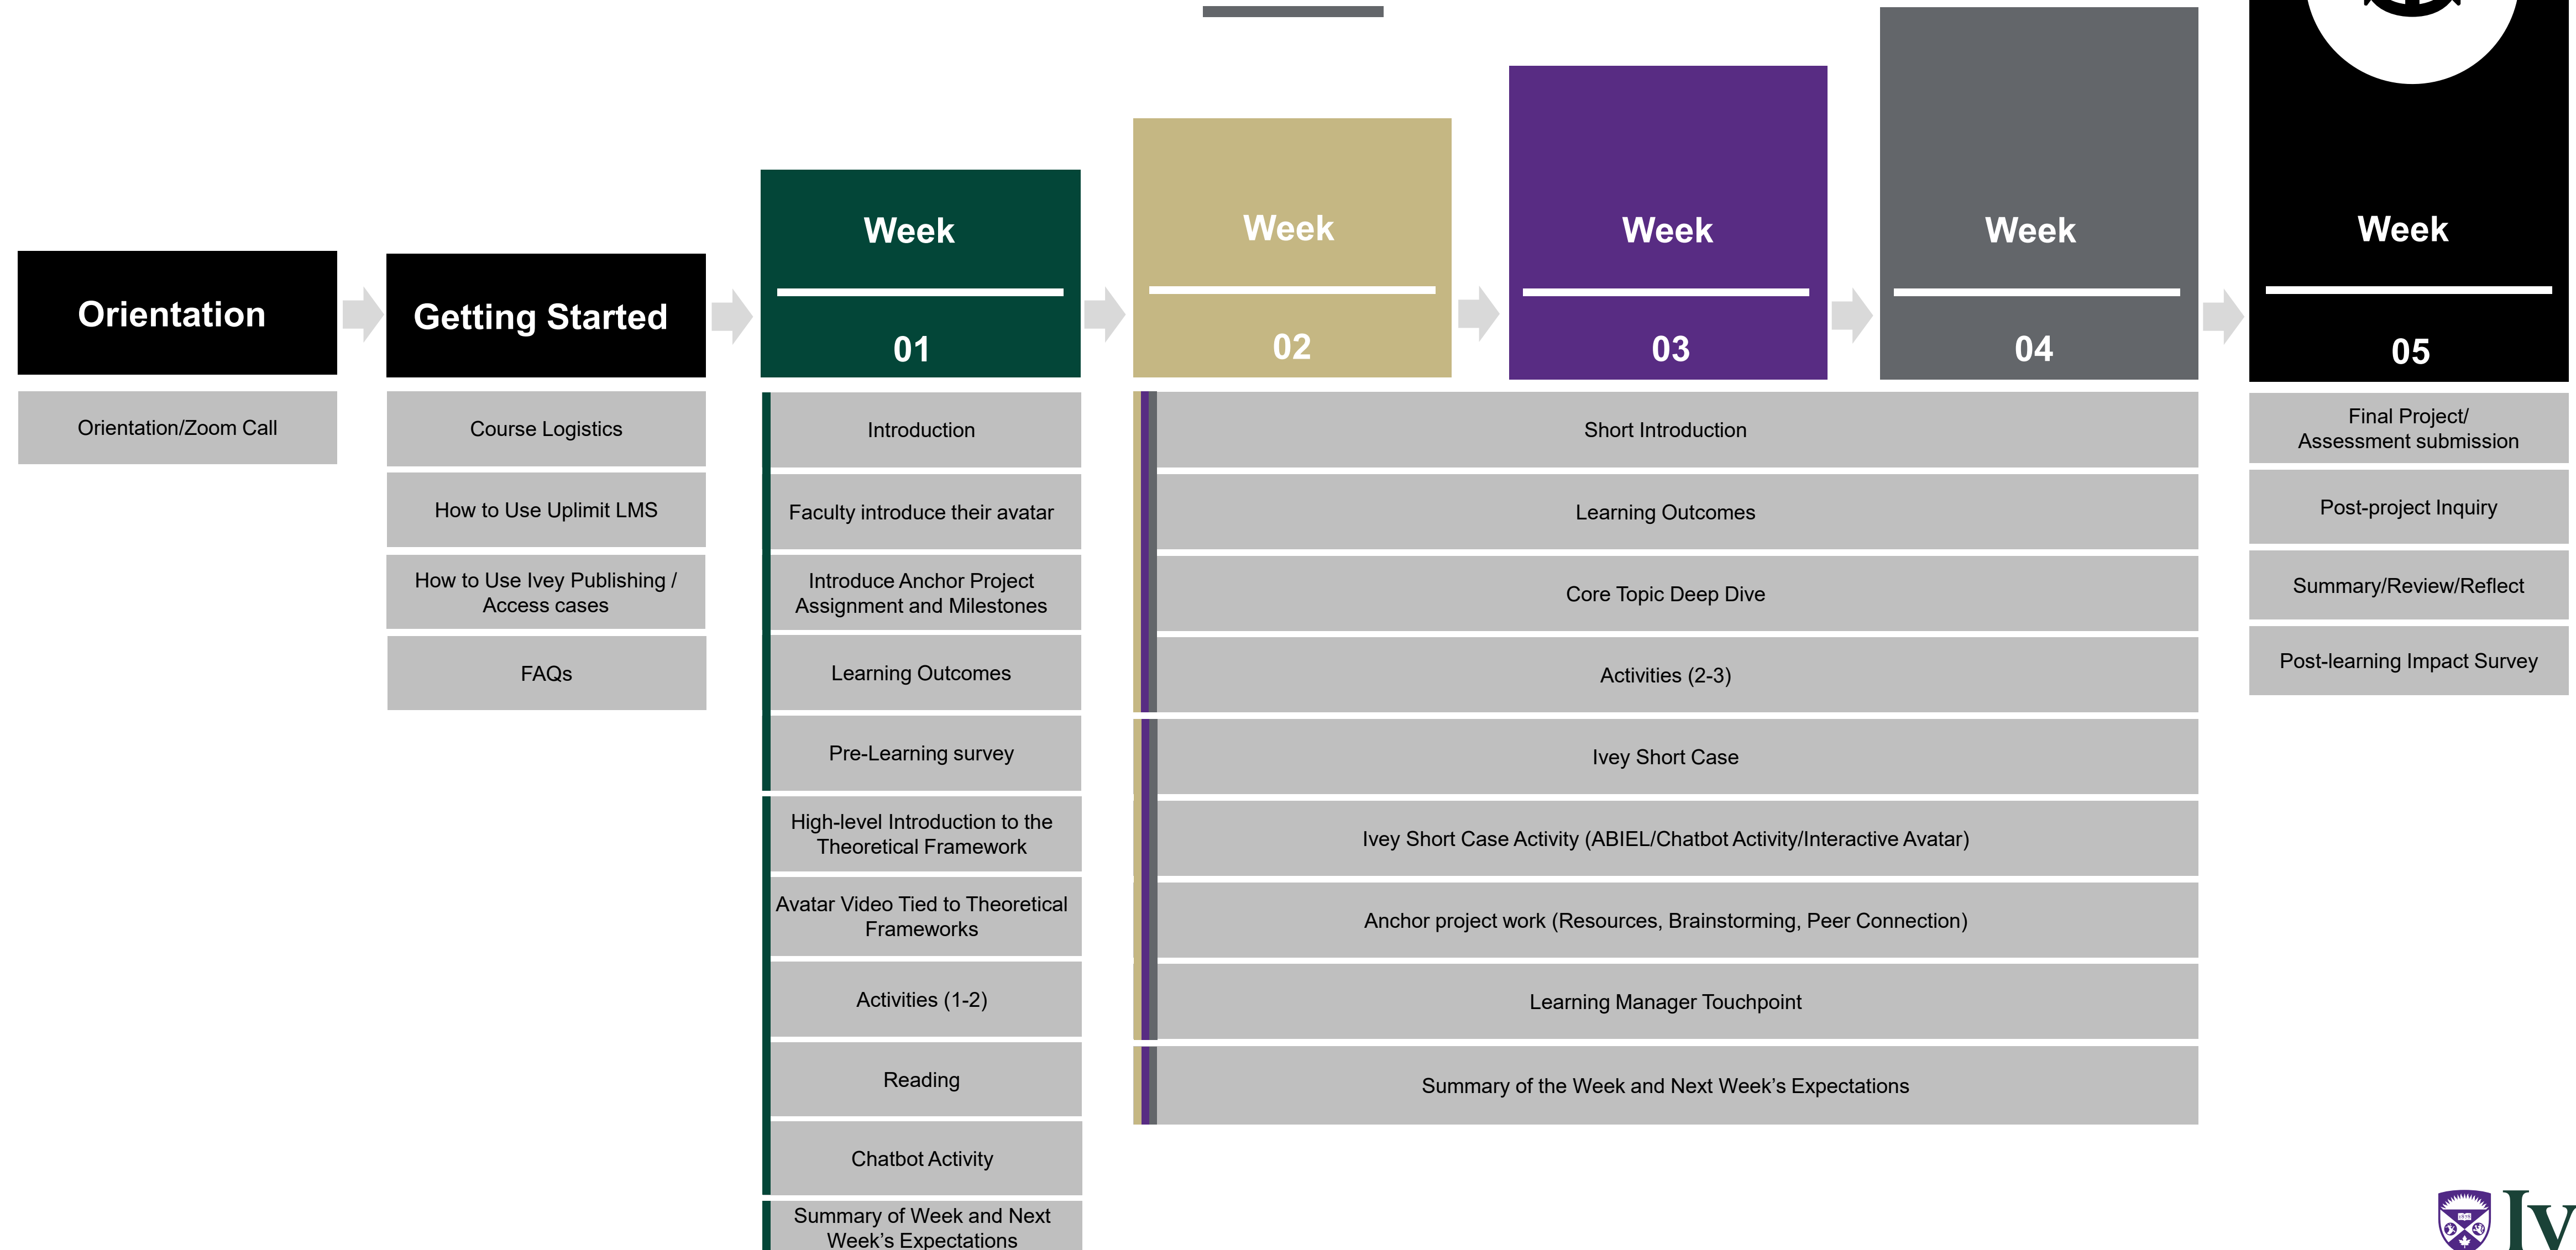 Orientation
Orientation/Zoom Call
Getting Started
Course Logistics
How to Use Uplimit LMS
How to Use Ivey Publishing /
Access cases
FAQs
Week
01
Introduction
Faculty introduce their avatar
Introduce Anchor Project
Assignment and Milestones
Learning Outcomes
Pre-Learning survey
High-level Introduction to the
Theoretical Framework
Avatar Video Tied to Theoretical
Frameworks
Activities (1-2)
Reading
Chatbot Activity
Summary of Week and Next
Week’s Expectations
Week
02
Week
03
Week
04
Short Introduction
Learning Outcomes
Core Topic Deep Dive
Activities (2-3)
Ivey Short Case
Ivey Short Case Activity (ABIEL/Chatbot Activity/Interactive Avatar)
Anchor project work (Resources, Brainstorming, Peer Connection)
Learning Manager Touchpoint
Summary of the Week and Next Week’s Expectations
Week
05
Final Project/
Assessment submission
Post-project Inquiry
Summary/Review/Reflect
Post-learning Impact Survey
Iv